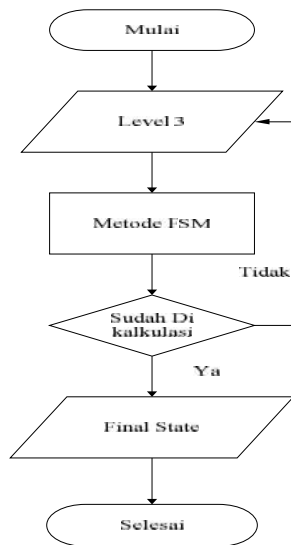 Mulai
Level 3
Metode FSM
Tidak
Sudah Di
kalkulasi
Ya
Final State
Selesai